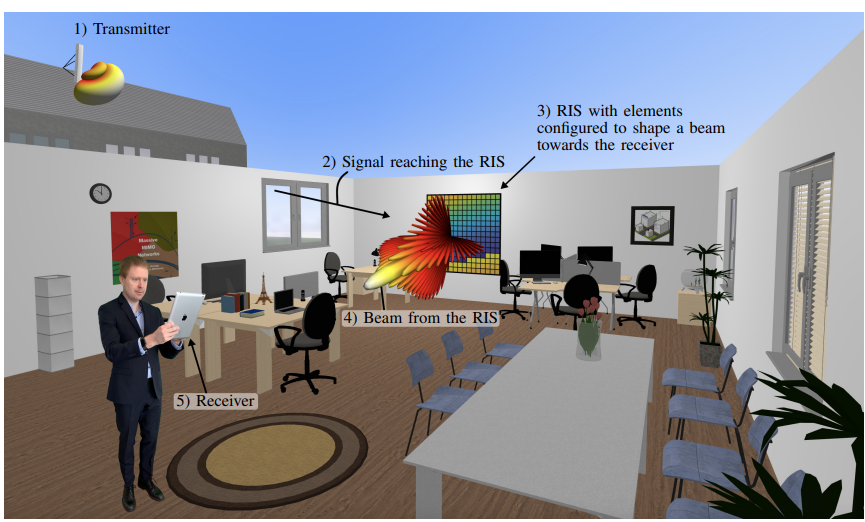 1) Transmitter
3) RIS with elements
configured to shape a beam
towards the receiver
2) Signal reaching the RIS
Massive
MIMO
Networks
4) Beam from the RIS
5) Receiver